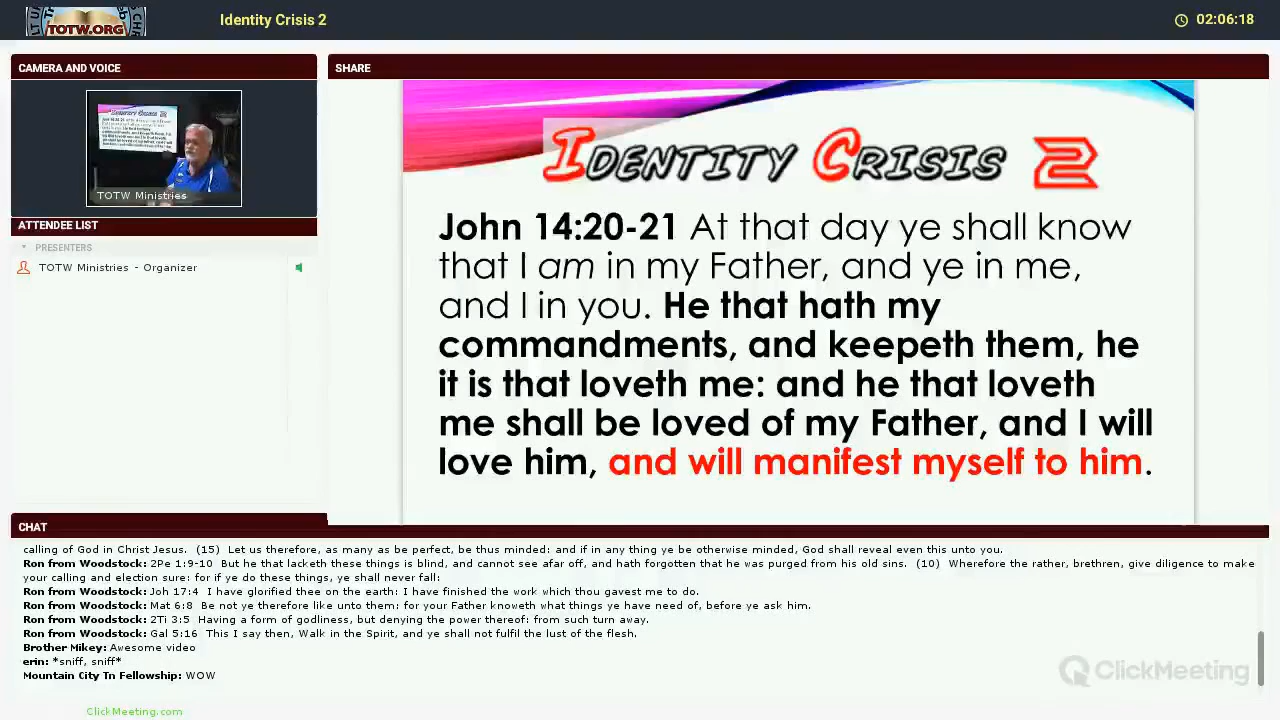 TOTW.ORG
Identity Crisis 2
02:06:18
CAMERA AND VOICE
TOTW Ministries
ATTENDEE LIST
PRESENTERS
TOTW Ministries - Organizer
SHARE
IDENTITY CRISIS 2
John 14:20-21 At that day ye shall know
that I am in my Father, and ye in me,
and I in you. He that hath my
commandments, and keepeth them, he
it is that loveth me: and he that loveth
me shall be loved of my Father, and I will
love him, and will manifest myself to him.
CHAT
calling of God in Christ Jesus. (15) Let us therefore, as many as be perfect, be thus minded: and if in any thing ye be otherwise minded, God shall reveal even this unto you.
Ron from Woodstock: 2Pe 1:9-10 But he that lacketh these things is blind, and cannot see afar off, and hath forgotten that he was purged from his old sins. (10) Wherefore the rather, brethren, give diligence to make
your calling and election sure: for if ye do these things, ye shall never fall:
Ron from Woodstock: Joh 17:4 I have glorified thee on the earth: I have finished the work which thou gavest me to do.
Ron from Woodstock: Mat 6:8 Be not ye therefore like unto them: for your Father knoweth what things ye have need of, before ye ask him.
Ron from Woodstock: 2Ti 3:5 Having a form of godliness, but denying the power thereof: from such turn away.
Ron from Woodstock: Gal 5:16 This I say then, Walk in the Spirit, and ye shall not fulfil the lust of the flesh.
Brother Mikey: Awesome video
erin: *sniff, sniff*
Mountain City Tn Fellowship: WOW
ClickMeeting
ClickMeeting.com